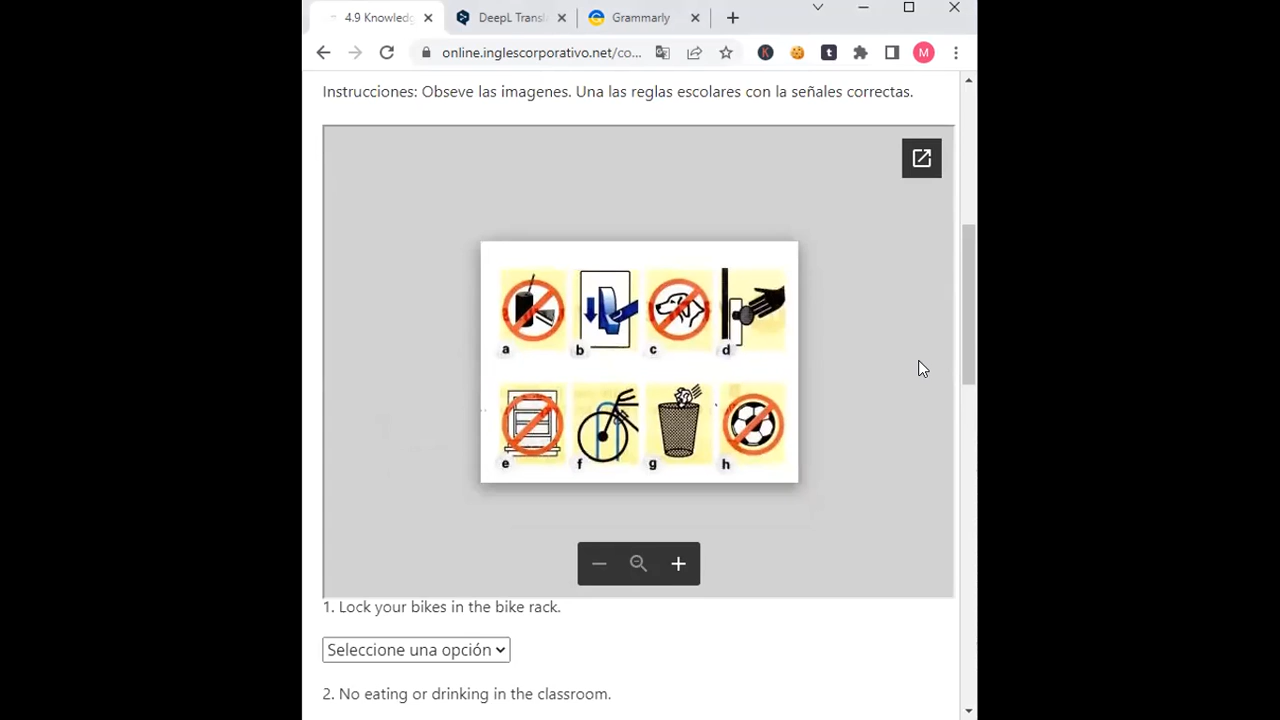 4.9 Knowledg
DeepL Transl
Grammarly
online.inglescorporativo.net/co...
M
Instrucciones: Obseve las imagenes. Una las reglas escolares con la señales correctas.
a b c d
e f g h
1. Lock your bikes in the bike rack.
Seleccione una opción
2. No eating or drinking in the classroom.